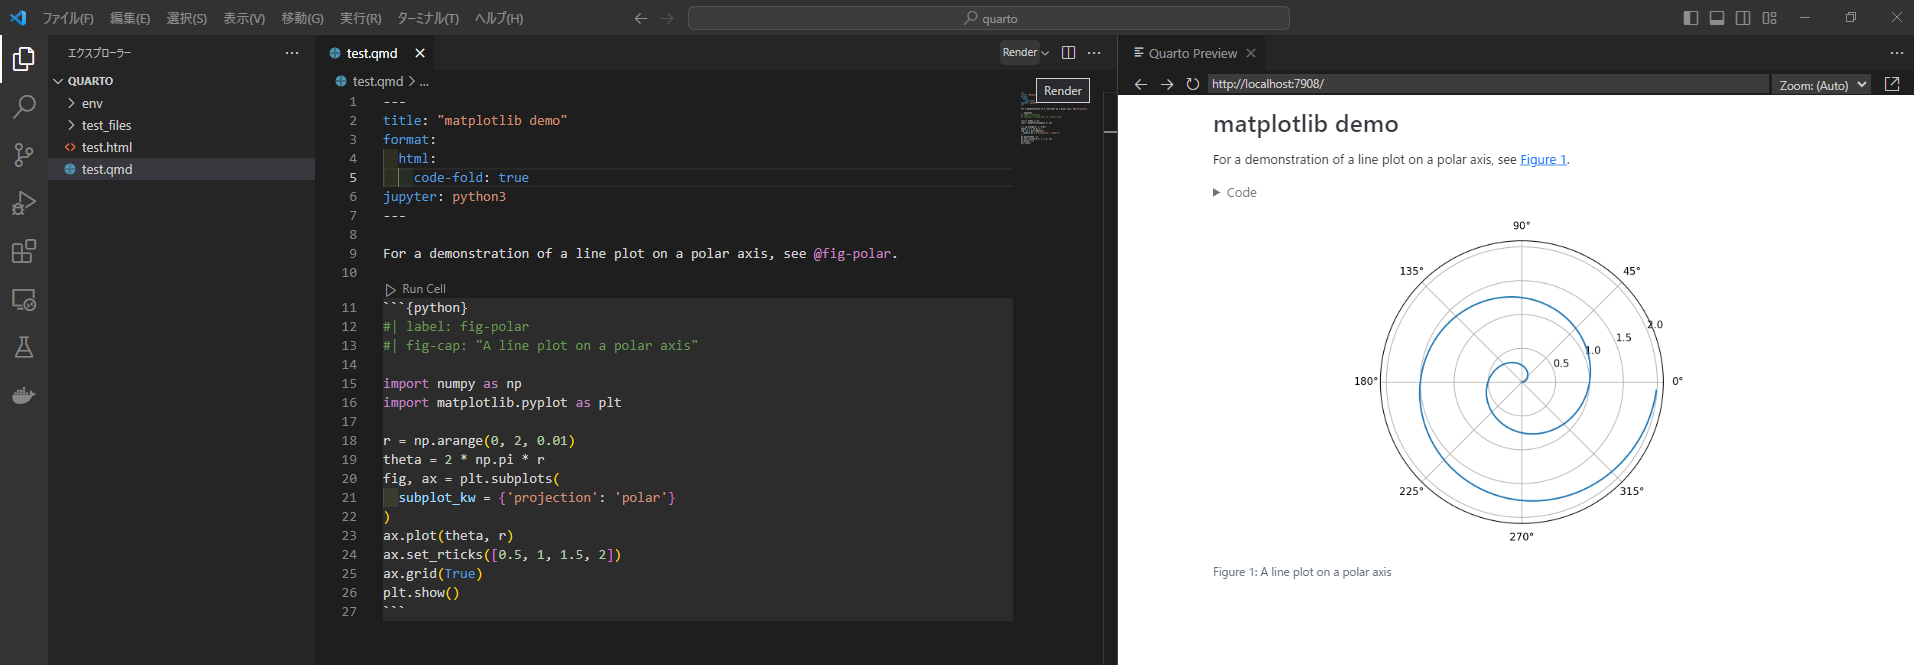 ファイル(F) 編集(E) 選択(S) 表示(V) 移動(G) 実行(R) ターミナル(T) ヘルプ(H)
quarto
エクスプローラー
QUARTO
env
test_files
test.html
test.qmd
test.qmd
Render
test.qmd > ...
Render
1 ---
2 title: "matplotlib demo"
3 format:
4   html:
5     code-fold: true
6 jupyter: python3
7 ---
8
9 For a demonstration of a line plot on a polar axis, see @fig-polar.
10
Run Cell
11 ```{python}
12 #| label: fig-polar
13 #| fig-cap: "A line plot on a polar axis"
14
15 import numpy as np
16 import matplotlib.pyplot as plt
17
18 r = np.arange(0, 2, 0.01)
19 theta = 2 * np.pi * r
20 fig, ax = plt.subplots(
21   subplot_kw = {'projection': 'polar'}
22 )
23 ax.plot(theta, r)
24 ax.set_rticks([0.5, 1, 1.5, 2])
25 ax.grid(True)
26 plt.show()
27 ```
Quarto Preview
http://localhost:7908/
Zoom: (Auto)
matplotlib demo
For a demonstration of a line plot on a polar axis, see Figure 1.
Code
90°
135°
45°
2.0
1.5
1.0
0.5
180°
0°
225°
315°
270°
Figure 1: A line plot on a polar axis